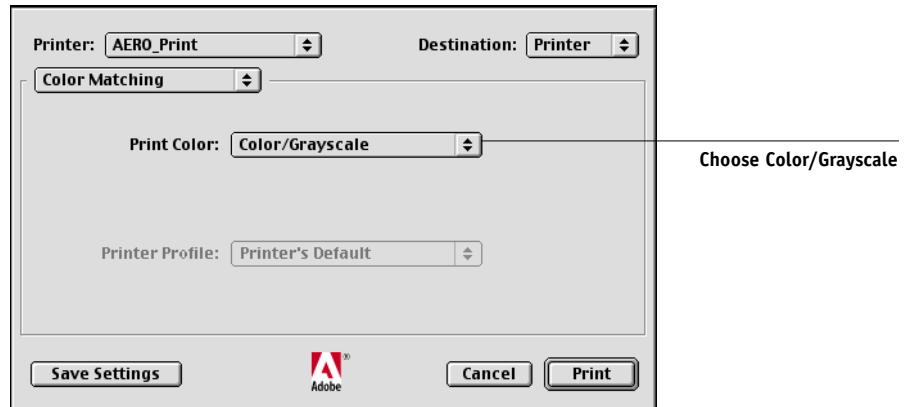 Printer: AERO_Print Destination: Printer
Color Matching
Print Color: Color/Grayscale
Choose Color/Grayscale
Printer Profile: Printer's Default
Save Settings Adobe® Cancel Print